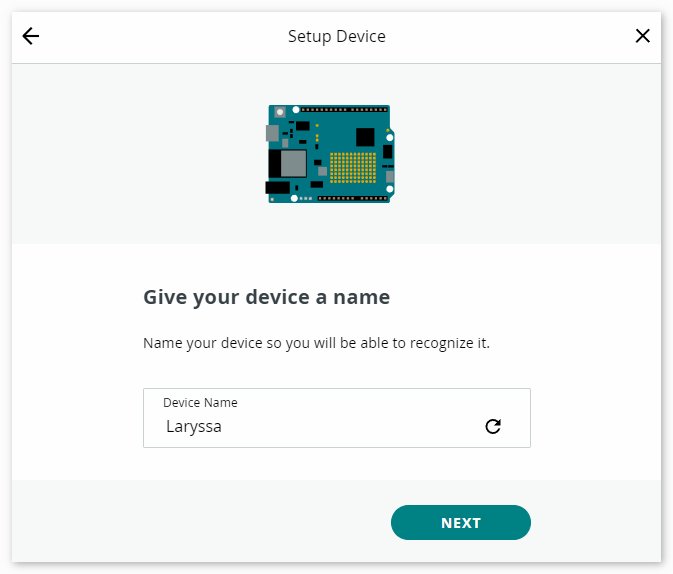 Setup Device
Give your device a name
Name your device so you will be able to recognize it.
Device Name
Laryssa
NEXT